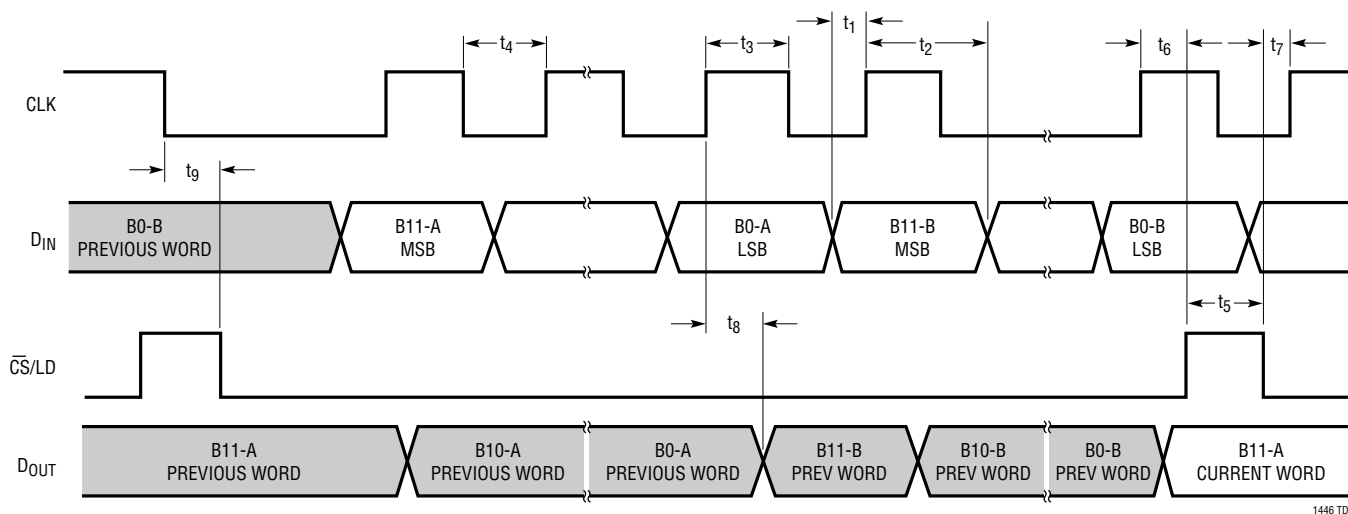 t1
t4
t3
t2
t6
t7
CLK
t9
DIN
B0-B
PREVIOUS WORD
B11-A
MSB
B0-A
LSB
B11-B
MSB
B0-B
LSB
t8
t5
CS/LD
DOUT
B11-A
PREVIOUS WORD
B10-A
PREVIOUS WORD
B0-A
PREVIOUS WORD
B11-B
PREV WORD
B10-B
PREV WORD
B0-B
PREV WORD
B11-A
CURRENT WORD
1446 TD